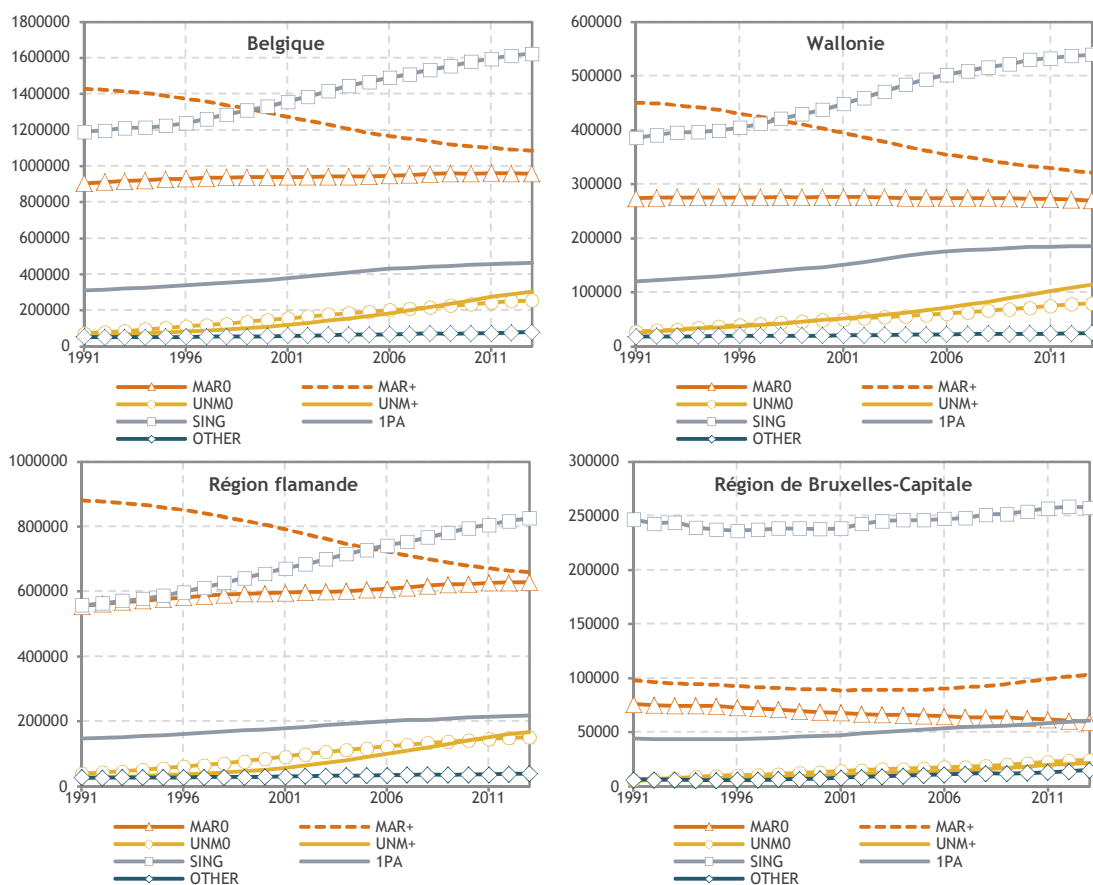 Belgique
1800000
1600000
1400000
1200000
1000000
800000
600000
400000
200000
0
1991 1996 2001 2006 2011
MAR0 MAR+
UNM0 UNM+
SING 1PA
OTHER
Wallonie
600000
500000
400000
300000
200000
100000
0
1991 1996 2001 2006 2011
MAR0 MAR+
UNM0 UNM+
SING 1PA
OTHER
Région flamande
1000000
800000
600000
400000
200000
0
1991 1996 2001 2006 2011
MAR0 MAR+
UNM0 UNM+
SING 1PA
OTHER
Région de Bruxelles-Capitale
300000
250000
200000
150000
100000
50000
0
1991 1996 2001 2006 2011
MAR0 MAR+
UNM0 UNM+
SING 1PA
OTHER